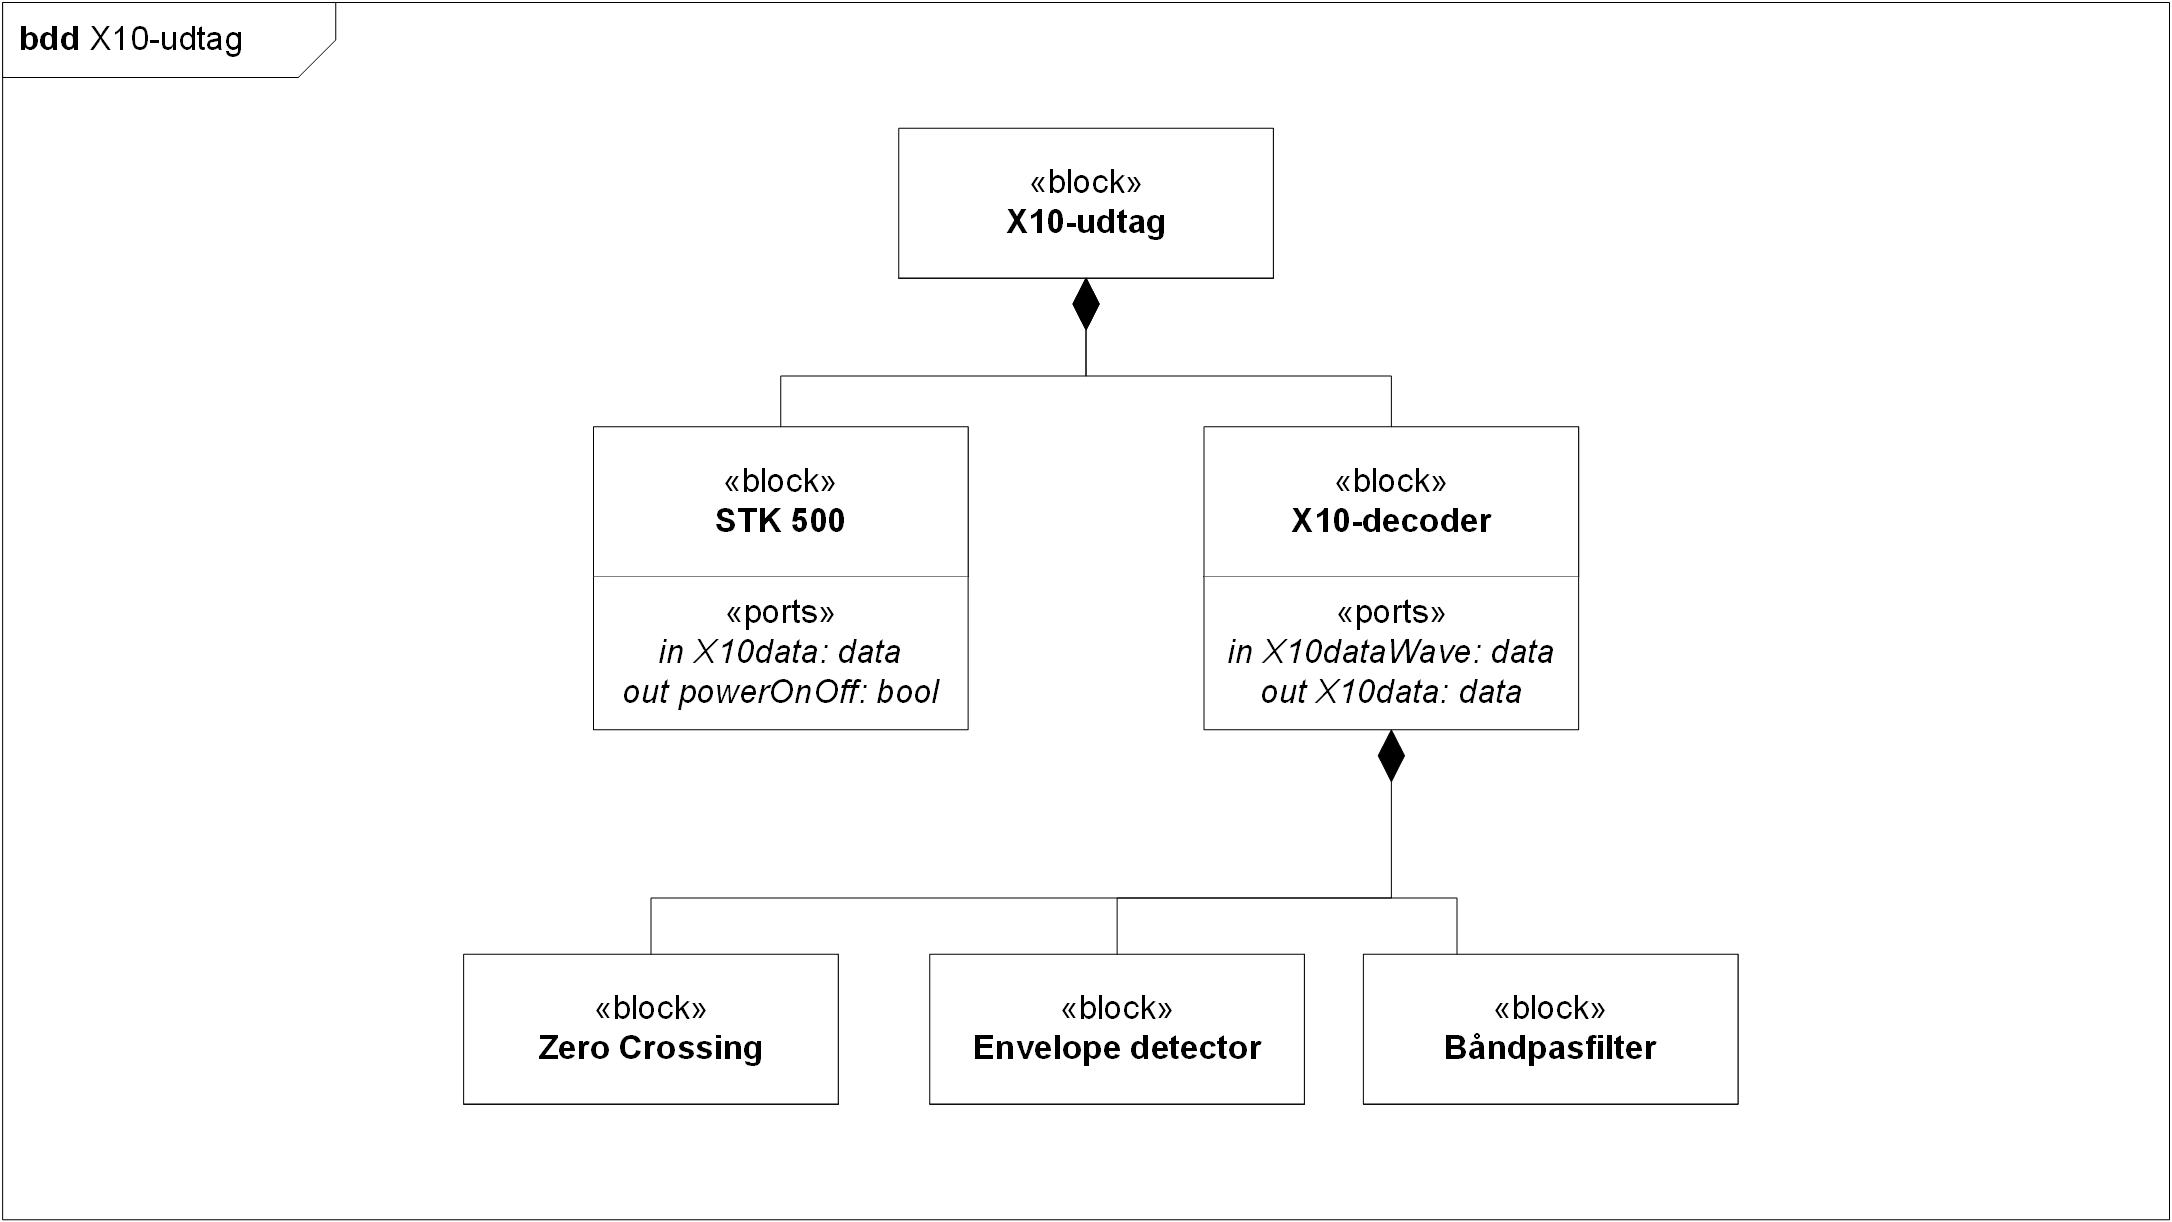 bdd X10-udtag
«block»
X10-udtag
«block»
STK 500
«ports»
in X10data: data
out powerOnOff: bool
«block»
X10-decoder
«ports»
in X10dataWave: data
out X10data: data
«block»
Zero Crossing
«block»
Envelope detector
«block»
Båndpasfilter